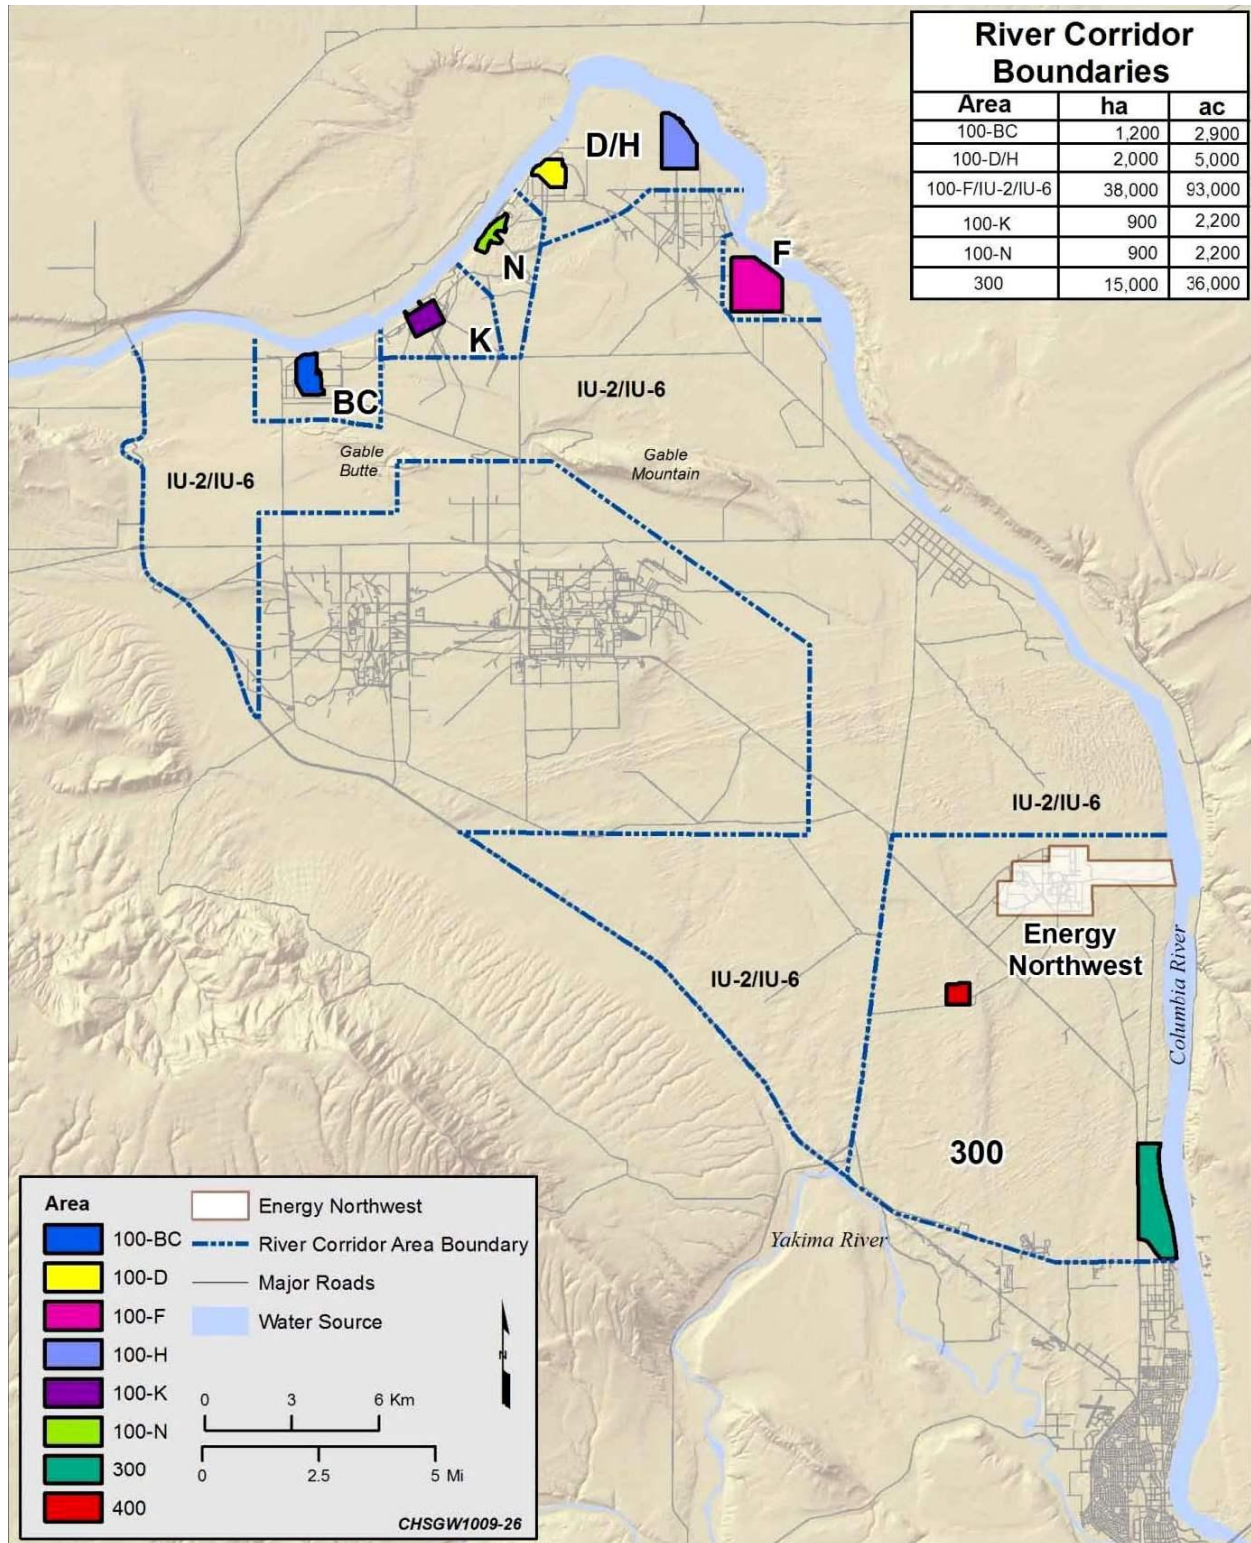 River Corridor
Boundaries
Area ha ac
100-BC 1,200 2,900
100-D/H 2,000 5,000
100-F/IU-2/IU-6 38,000 93,000
100-K 900 2,200
100-N 900 2,200
300 15,000 36,000
D/H
N
F
K
BC
IU-2/IU-6
Gable
Butte
Gable
Mountain
IU-2/IU-6
IU-2/IU-6
Energy
Northwest
IU-2/IU-6
Columbia River
300
Yakima River
Area
100-BC
100-D
100-F
100-H
100-K
100-N
300
400
Energy Northwest
River Corridor Area Boundary
Major Roads
Water Source
N
0 3 6 Km
0 2.5 5 Mi
CHSGW1009-26